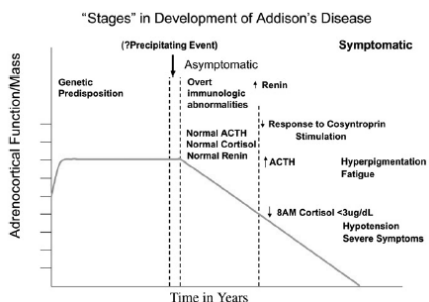 “Stages” in Development of Addison’s Disease
(?Precipitating Event)
Symptomatic
Asymptomatic
Genetic
Predisposition
Overt
immunologic
abnormalities
↑ Renin
Normal ACTH
Normal Cortisol
Normal Renin
↓ Response to Cosyntroprin
Stimulation
↑ ACTH
Hyperpigmentation
Fatigue
↓ 8AM Cortisol <3ug/dL
Hypotension
Severe Symptoms
Adrenocortical Function/Mass
Time in Years